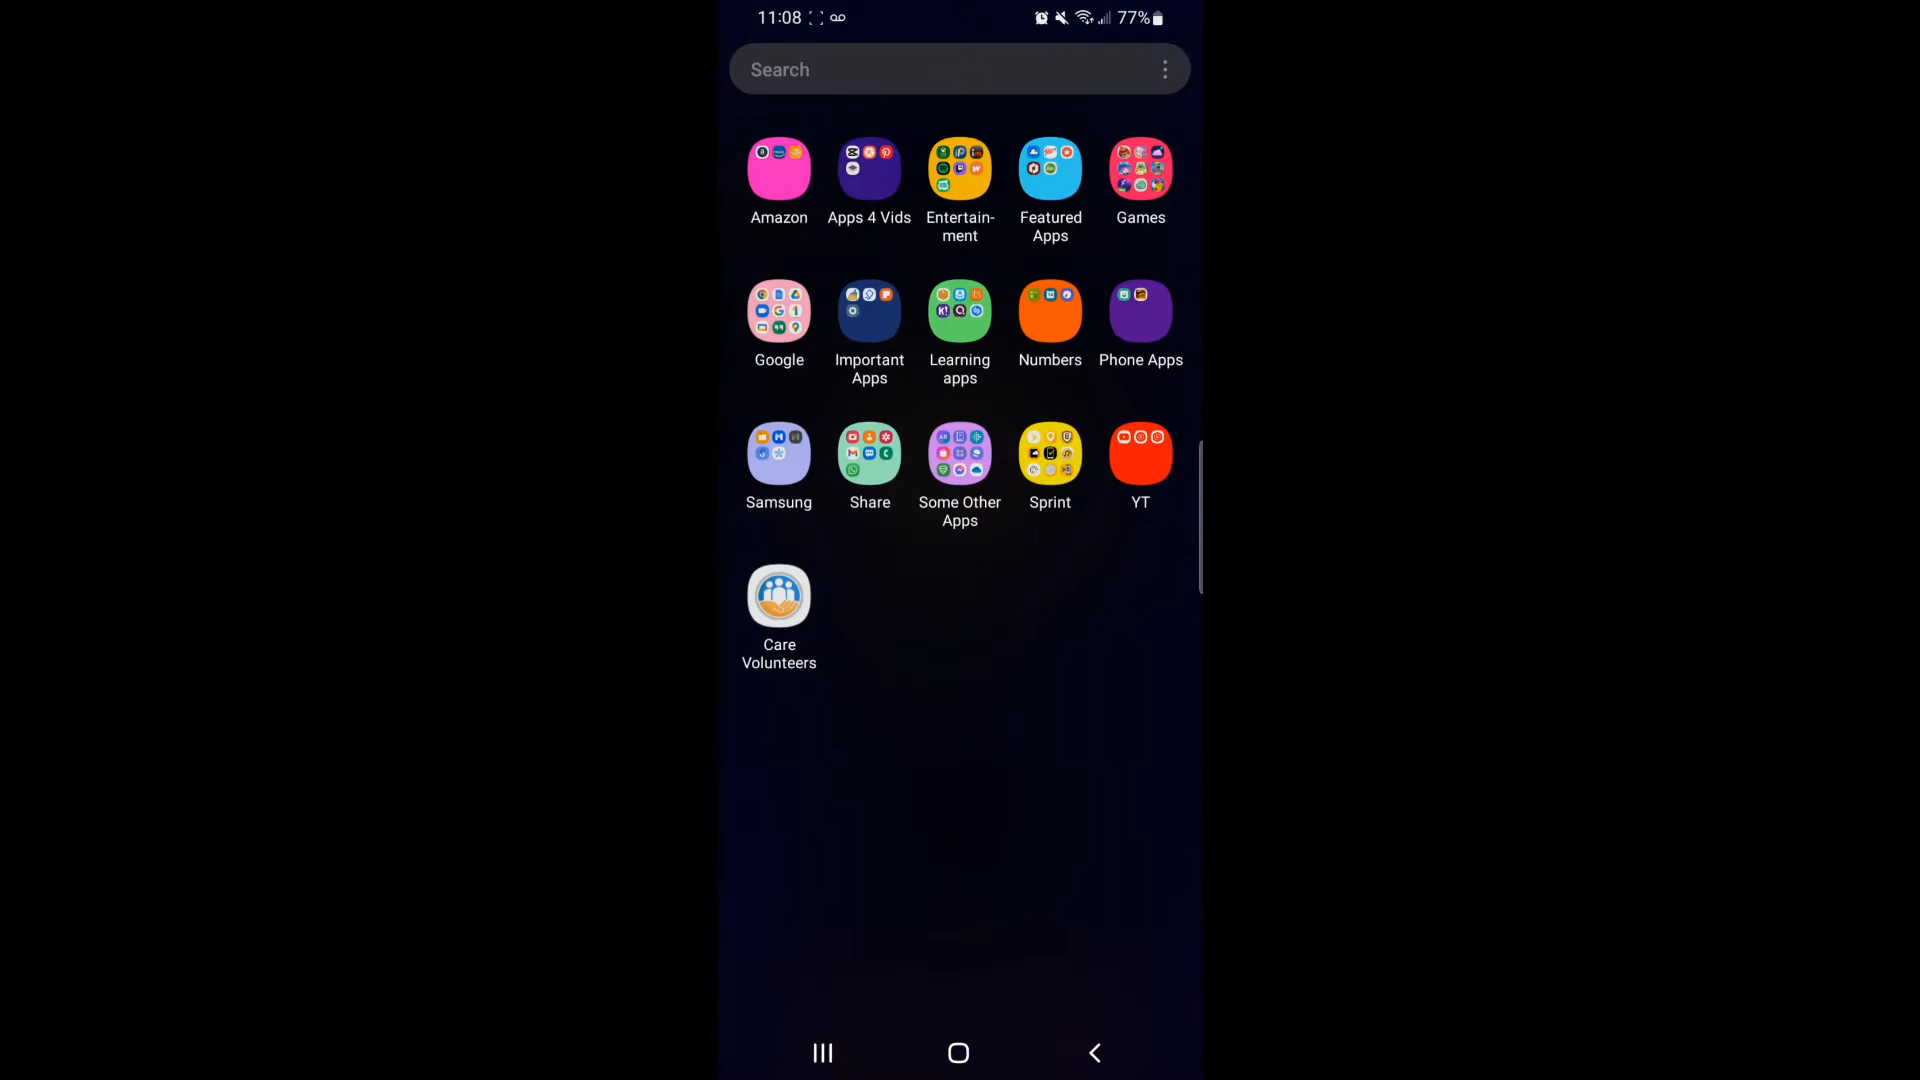 11:08
77%
Search
Amazon
Apps 4 Vids
Entertain-
ment
Featured
Apps
Games
Google
Important
Apps
Learning
apps
Numbers
Phone Apps
Samsung
Share
Some Other
Apps
Sprint
YT
Care
Volunteers